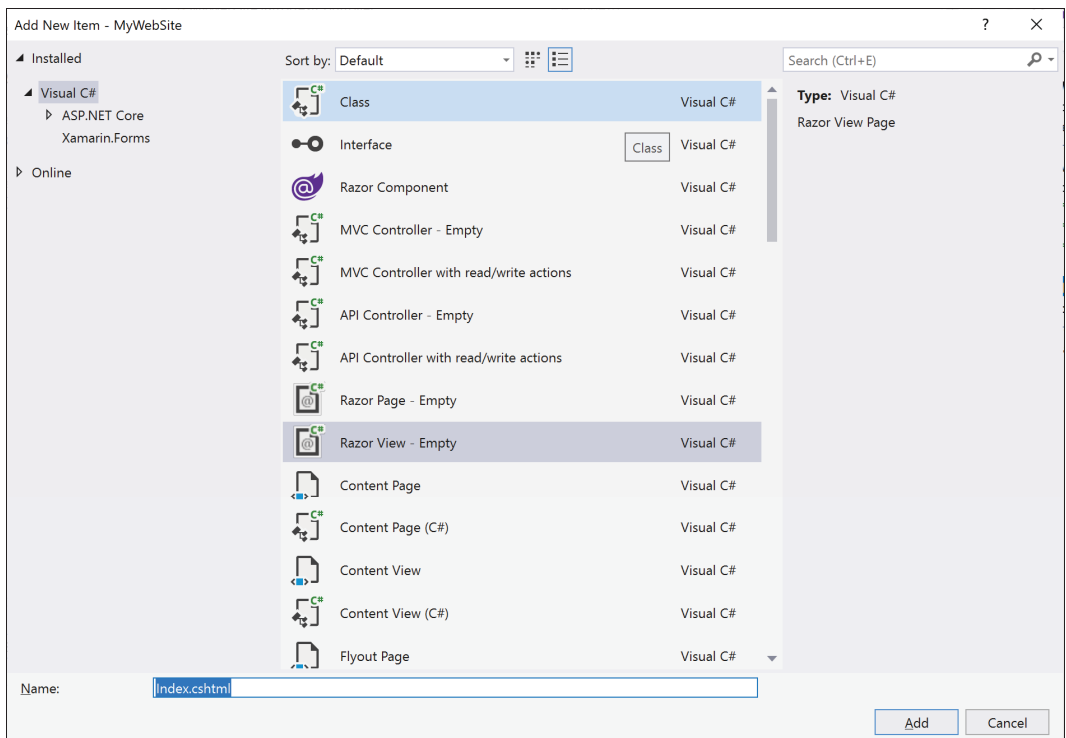 Add New Item - MyWebSite
? ×
Installed
Visual C#
ASP.NET Core
Xamarin.Forms
Online
Sort by: Default
Class Visual C#
Interface Visual C#
Class
Razor Component Visual C#
MVC Controller - Empty Visual C#
MVC Controller with read/write actions Visual C#
API Controller - Empty Visual C#
API Controller with read/write actions Visual C#
Razor Page - Empty Visual C#
Razor View - Empty Visual C#
Content Page Visual C#
Content Page (C#) Visual C#
Content View Visual C#
Content View (C#) Visual C#
Flyout Page Visual C#
Search (Ctrl+E)
Type: Visual C#
Razor View Page
Name: Index.cshtml
Add Cancel